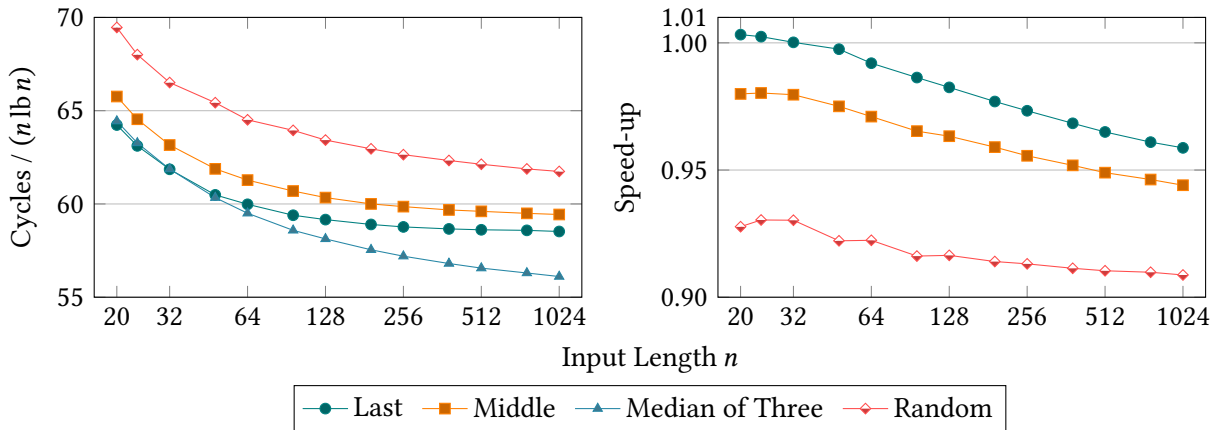 Cycles / (n lb n)
70
65
60
55
20 32 64 128 256 512 1024
Speed-up
1.01
1.00
0.95
0.90
20 32 64 128 256 512 1024
Input Length n
Last Middle Median of Three Random